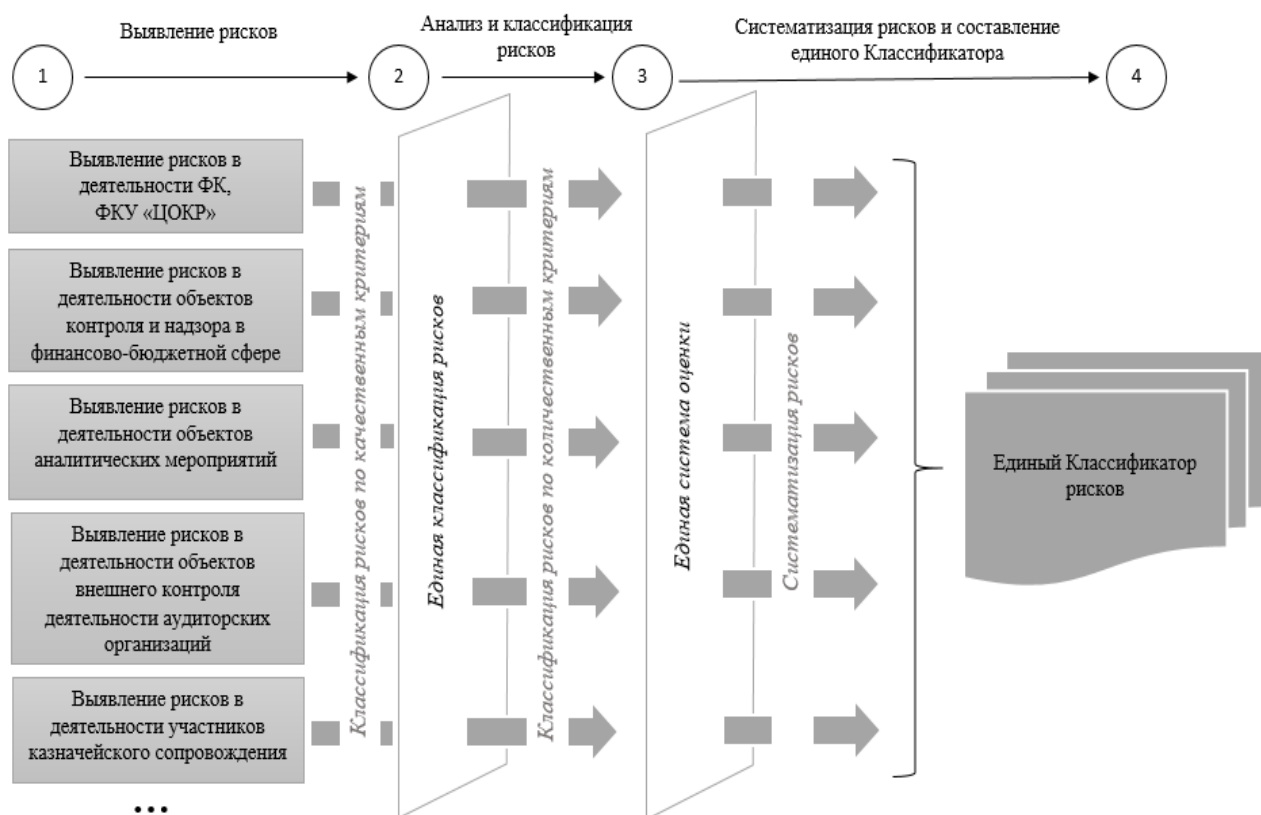 Выявление рисков
Анализ и классификация
рисков
Систематизация рисков и составление
единого Классификатора
1
2
3
4
Выявление рисков в
деятельности ФК,
ФКУ «ЦОКР»
Выявление рисков в
деятельности объектов
контроля и надзора в
финансово-бюджетной сфере
Выявление рисков в
деятельности объектов
аналитических мероприятий
Выявление рисков в
деятельности объектов
внешнего контроля
деятельности аудиторских
организаций
Выявление рисков в
деятельности участников
казначейского сопровождения
...
Классификация рисков по качественным критериям
Единая классификация рисков
Классификация рисков по количественным критериям
Единая система оценки
Систематизация рисков
Единый Классификатор
рисков